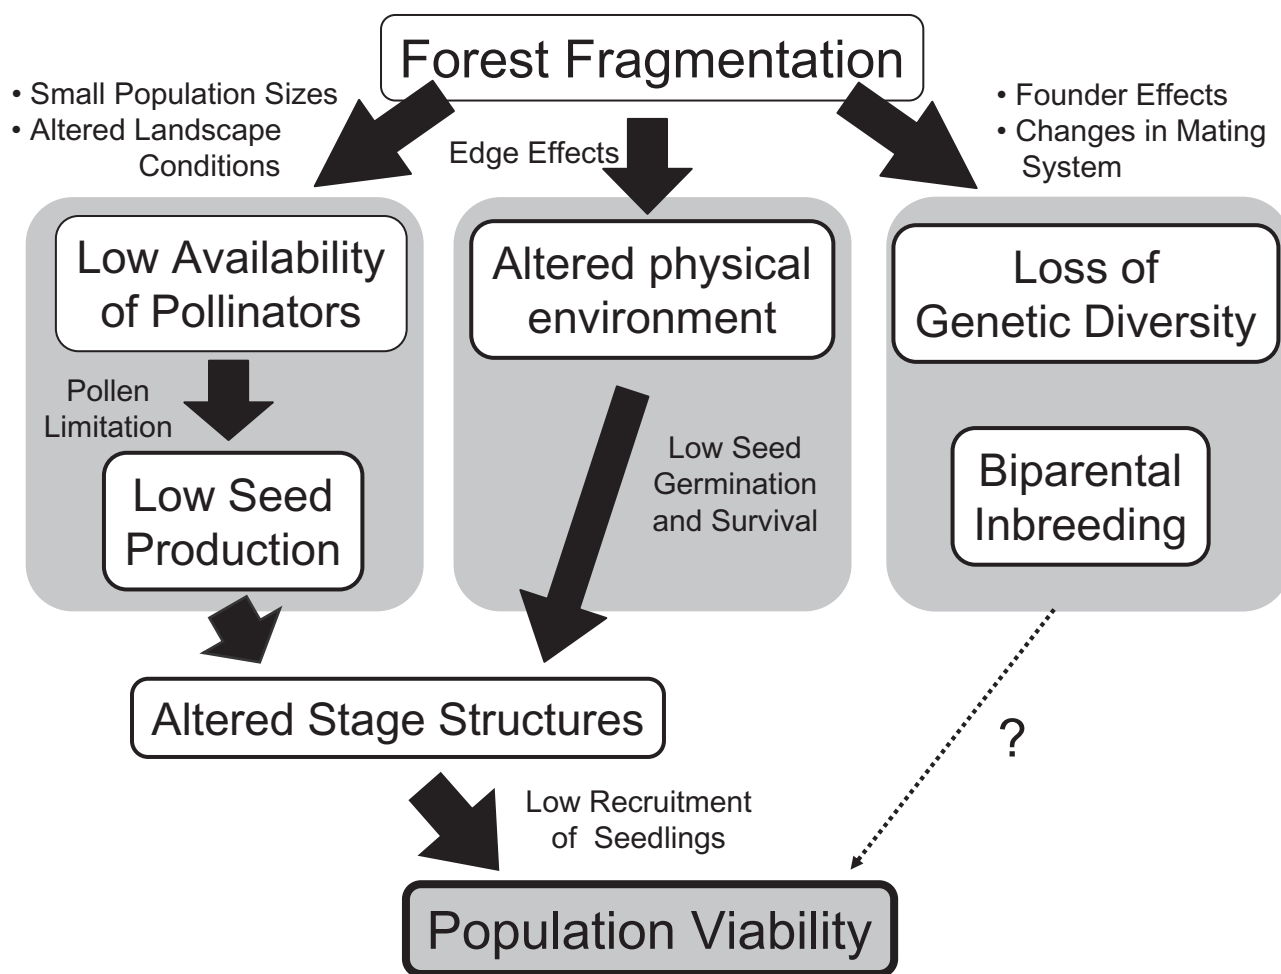 Forest Fragmentation
• Small Population Sizes
• Altered Landscape
Conditions
Edge Effects
• Founder Effects
• Changes in Mating
System
Low Availability
of Pollinators
Altered physical
environment
Loss of
Genetic Diversity
Pollen
Limitation
Low Seed
Germination
and Survival
Low Seed
Production
Biparental
Inbreeding
Altered Stage Structures
?
Low Recruitment
of Seedlings
Population Viability